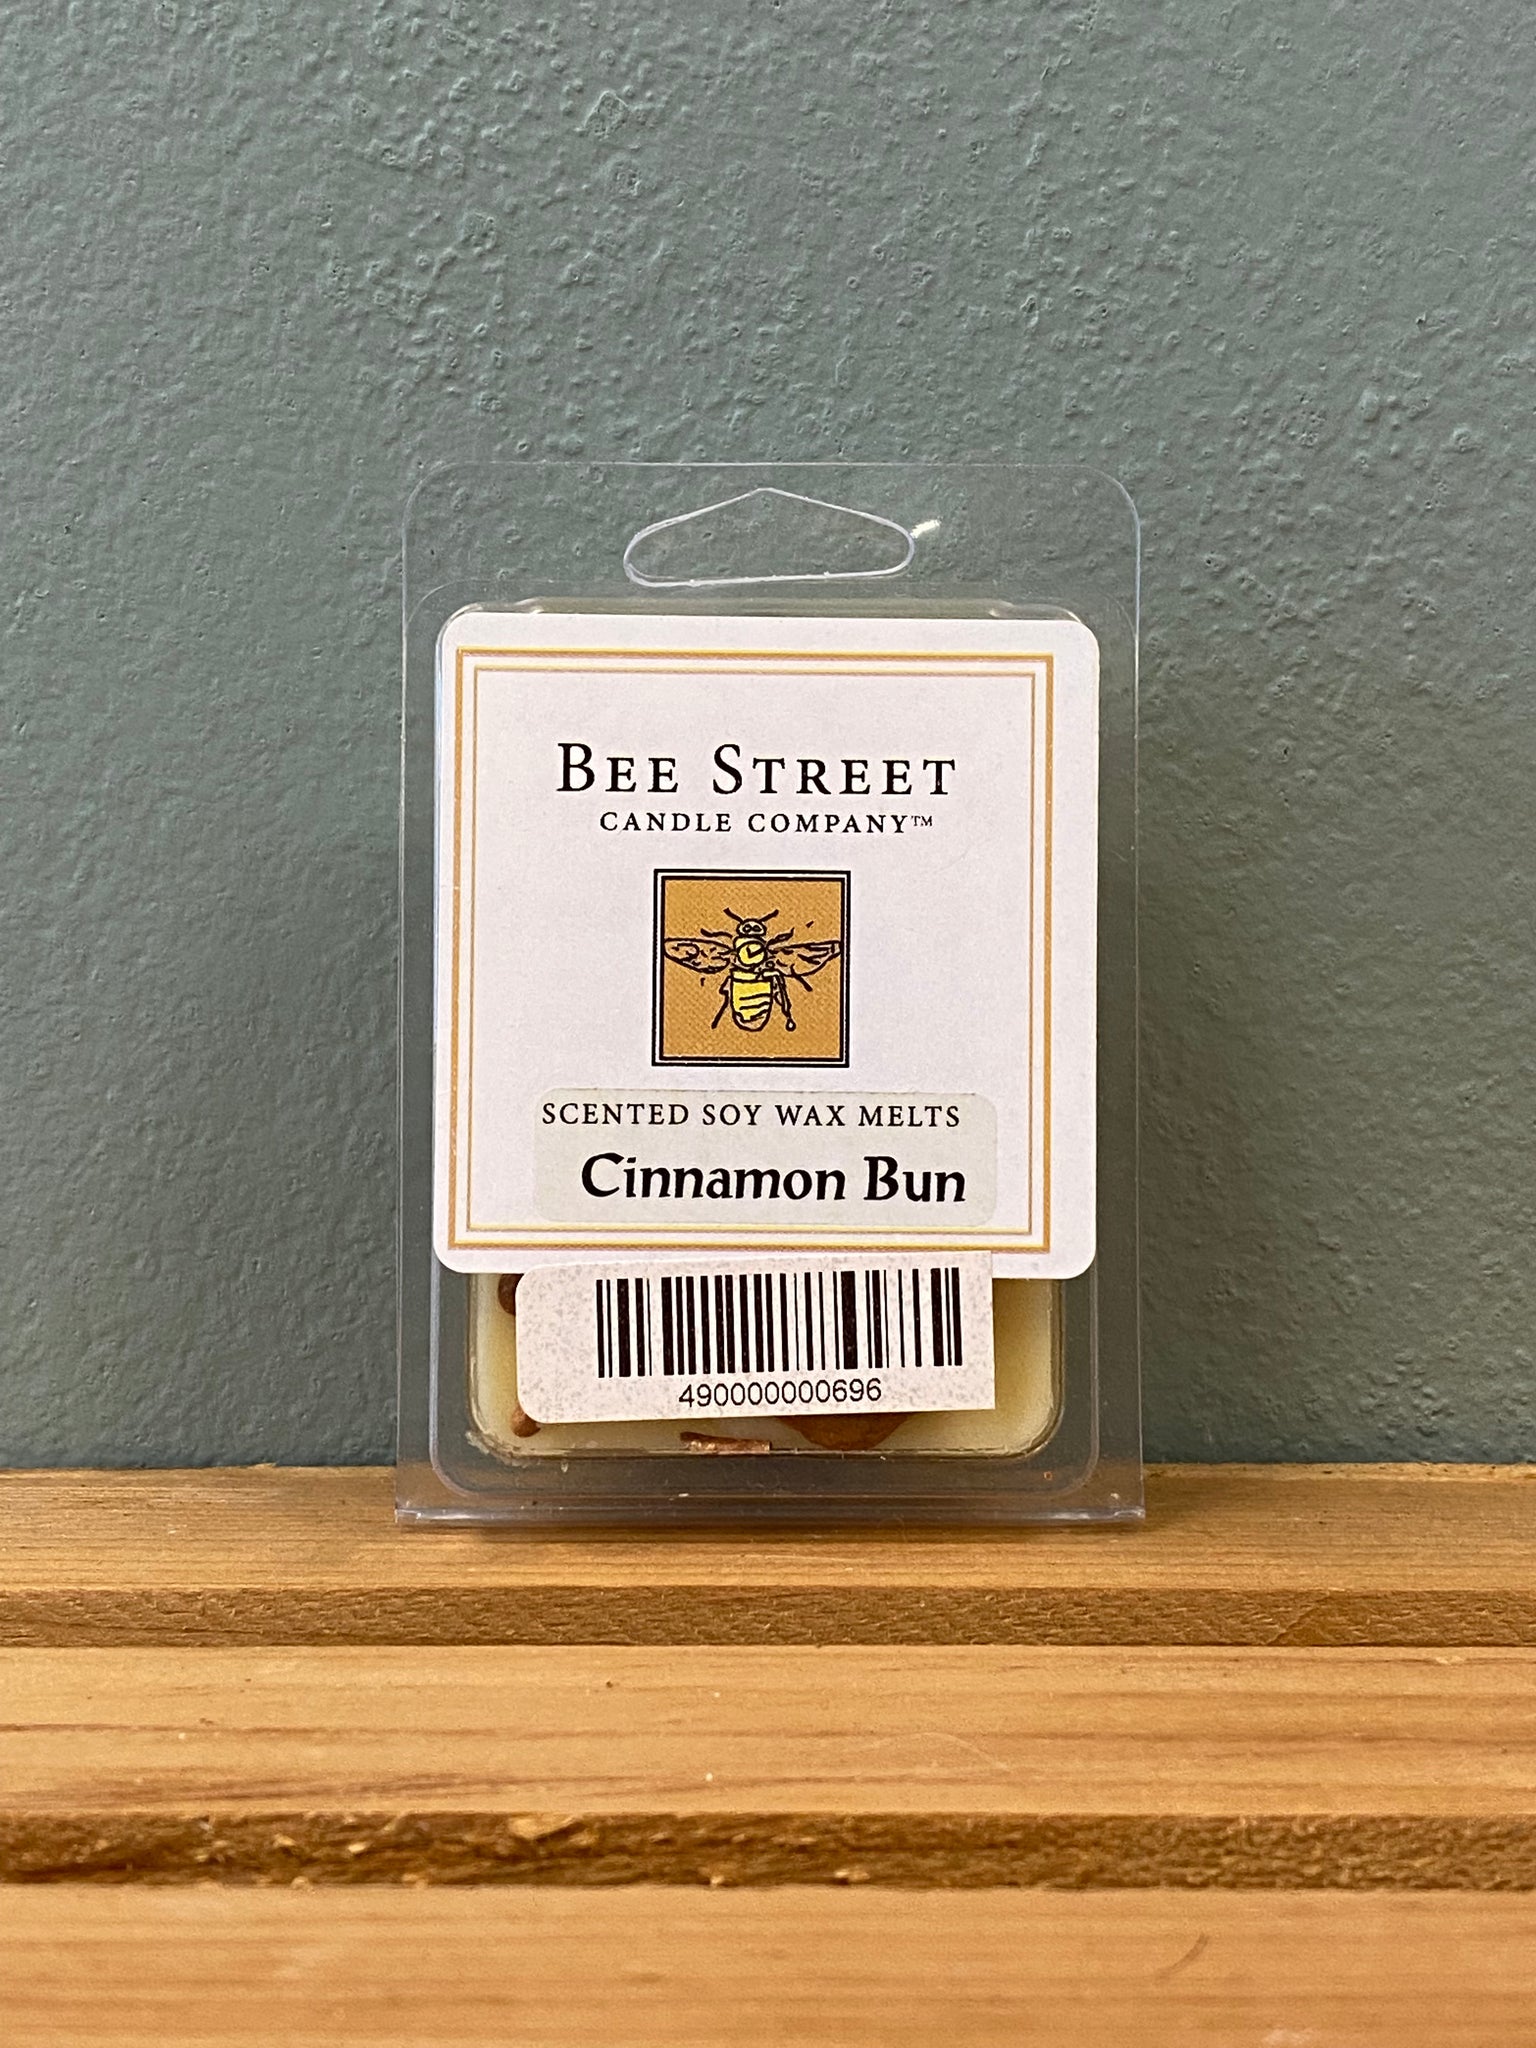 BEE STREET
CANDLE COMPANY™
SCENTED SOY WAX MELTS
Cinnamon Bun
490000000696